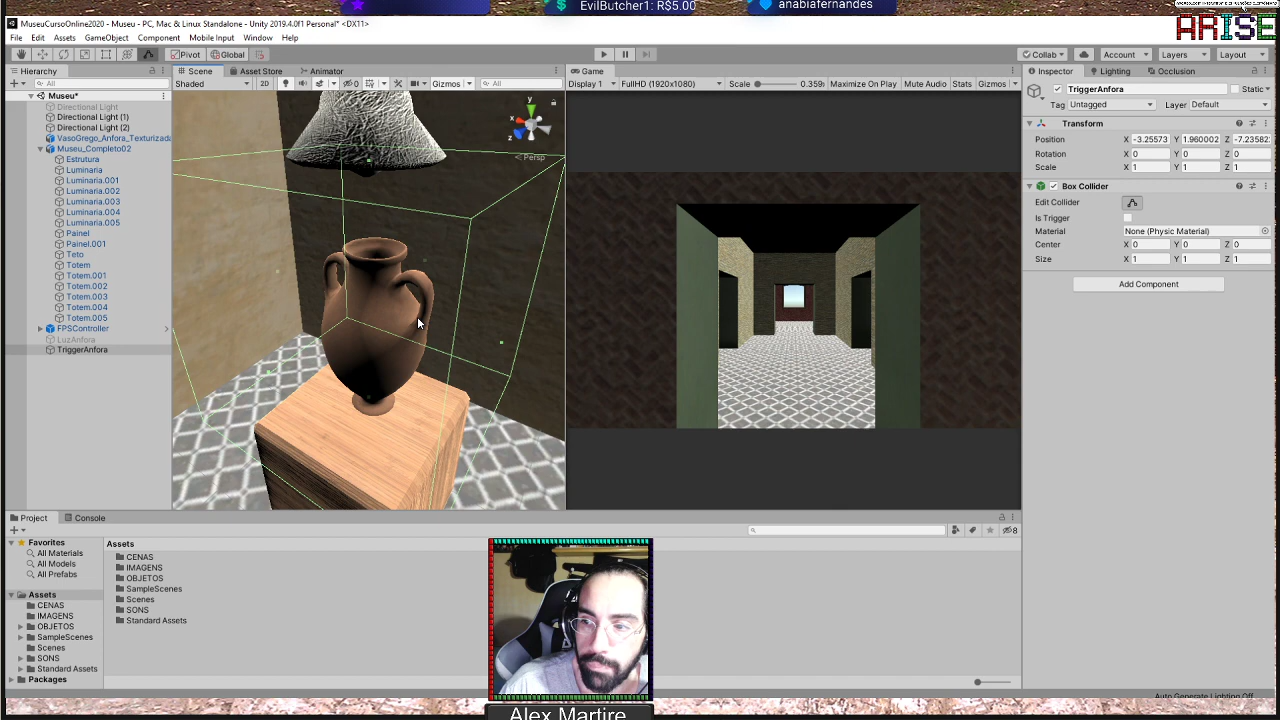 EvilButcher1: R$5.00
anabiafernandes
ARISE
MuseuCursoOnline2020 - Museu - PC, Mac & Linux Standalone - Unity 2019.4.0f1 Personal* <DX11>
File Edit Assets GameObject Component Mobile Input Window Help
Pivot Global
Collab Account Layers Layout
Hierarchy
All
Museu*
Directional Light
Directional Light (1)
Directional Light (2)
VasoGrego_Anfora_Texturizada
Museu_Completo02
Estrutura
Luminaria
Luminaria.001
Luminaria.002
Luminaria.003
Luminaria.004
Luminaria.005
Painel
Painel.001
Teto
Totem
Totem.001
Totem.002
Totem.003
Totem.004
Totem.005
FPSController
LuzAnfora
TriggerAnfora
Scene Asset Store Animator
Shaded 2D 0 Gizmos All
y
x
z
Persp
Game
Display 1 FullHD (1920x1080) Scale 0.359x Maximize On Play Mute Audio Stats Gizmos
Inspector Lighting Occlusion
TriggerAnfora Static
Tag Untagged Layer Default
Transform
Position X -3.25573 Y 1.960002 Z -7.23582
Rotation X 0 Y 0 Z 0
Scale X 1 Y 1 Z 1
Box Collider
Edit Collider
Is Trigger
Material None (Physic Material)
Center X 0 Y 0 Z 0
Size X 1 Y 1 Z 1
Add Component
Project Console
8
Favorites
All Materials
All Models
All Prefabs
Assets
CENAS
IMAGENS
OBJETOS
SampleScenes
Scenes
SONS
Standard Assets
Packages
Assets
CENAS
IMAGENS
OBJETOS
SampleScenes
Scenes
SONS
Standard Assets
Auto Generate Lighting Off
Alex Martire